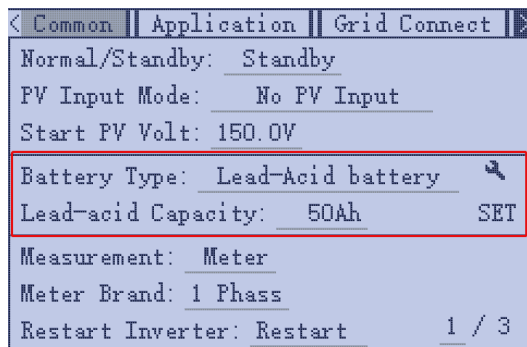 < Common Application Grid Connect
Normal/Standby: Standby
PV Input Mode: No PV Input
Start PV Volt: 150.0V
Battery Type: Lead-Acid battery
Lead-acid Capacity: 50Ah SET
Measurement: Meter
Meter Brand: 1 Phass
Restart Inverter: Restart 1 / 3